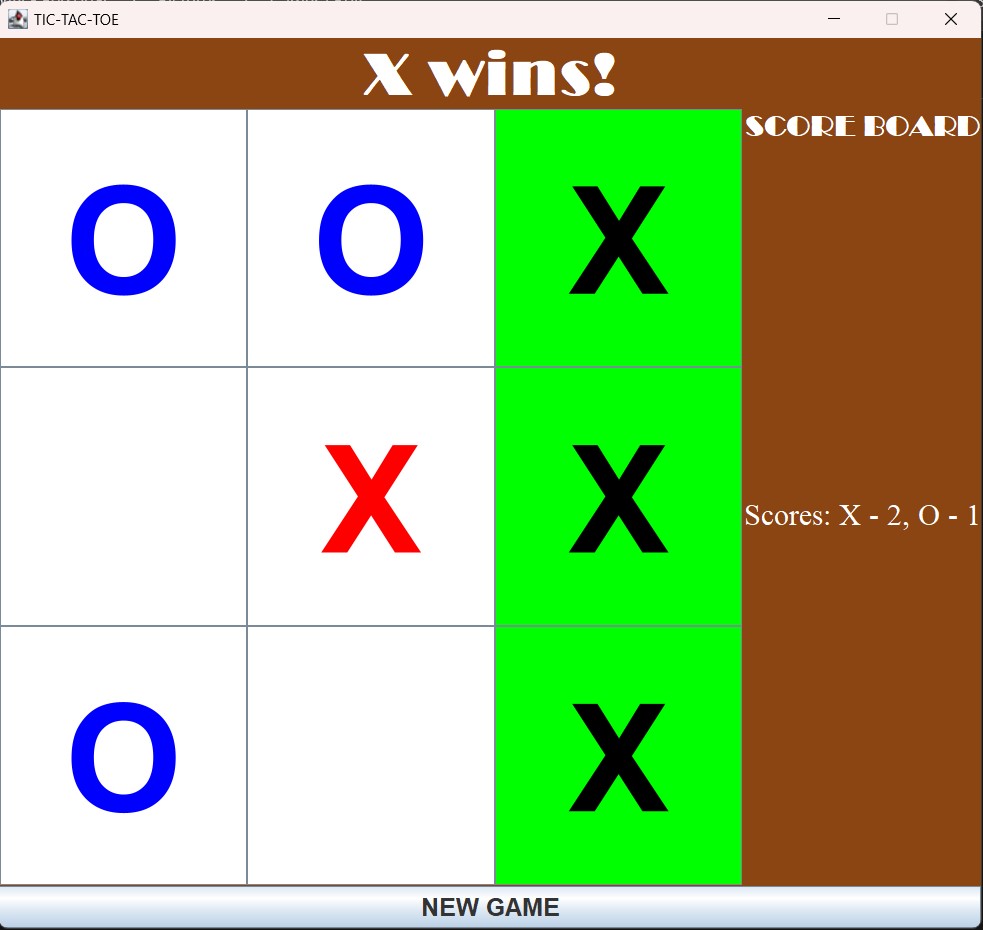 TIC-TAC-TOE
X wins!
O O X
SCORE BOARD
X X
Scores: X - 2, O - 1
O X
NEW GAME